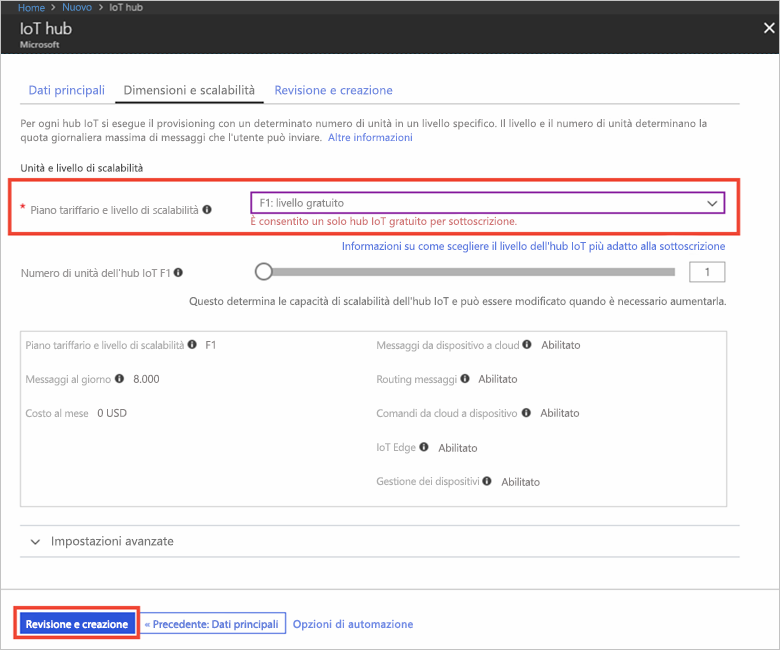 Home > Nuovo > IoT hub
IoT hub
Microsoft
Dati principali Dimensioni e scalabilità Revisione e creazione
Per ogni hub IoT si esegue il provisioning con un determinato numero di unità in un livello specifico. Il livello e il numero di unità determinano la
quota giornaliera massima di messaggi che l'utente può inviare. Altre informazioni
Unità e livello di scalabilità
* Piano tariffario e livello di scalabilità F1: livello gratuito
È consentito un solo hub IoT gratuito per sottoscrizione.
Informazioni su come scegliere il livello dell'hub IoT più adatto alla sottoscrizione
Numero di unità dell'hub IoT F1 1
Questo determina le capacità di scalabilità dell'hub IoT e può essere modificato quando è necessario aumentarla.
Piano tariffario e livello di scalabilità F1
Messaggi al giorno 8.000
Costo al mese 0 USD
Messaggi da dispositivo a cloud Abilitato
Routing messaggi Abilitato
Comandi da cloud a dispositivo Abilitato
IoT Edge Abilitato
Gestione dei dispositivi Abilitato
Impostazioni avanzate
Revisione e creazione « Precedente: Dati principali Opzioni di automazione